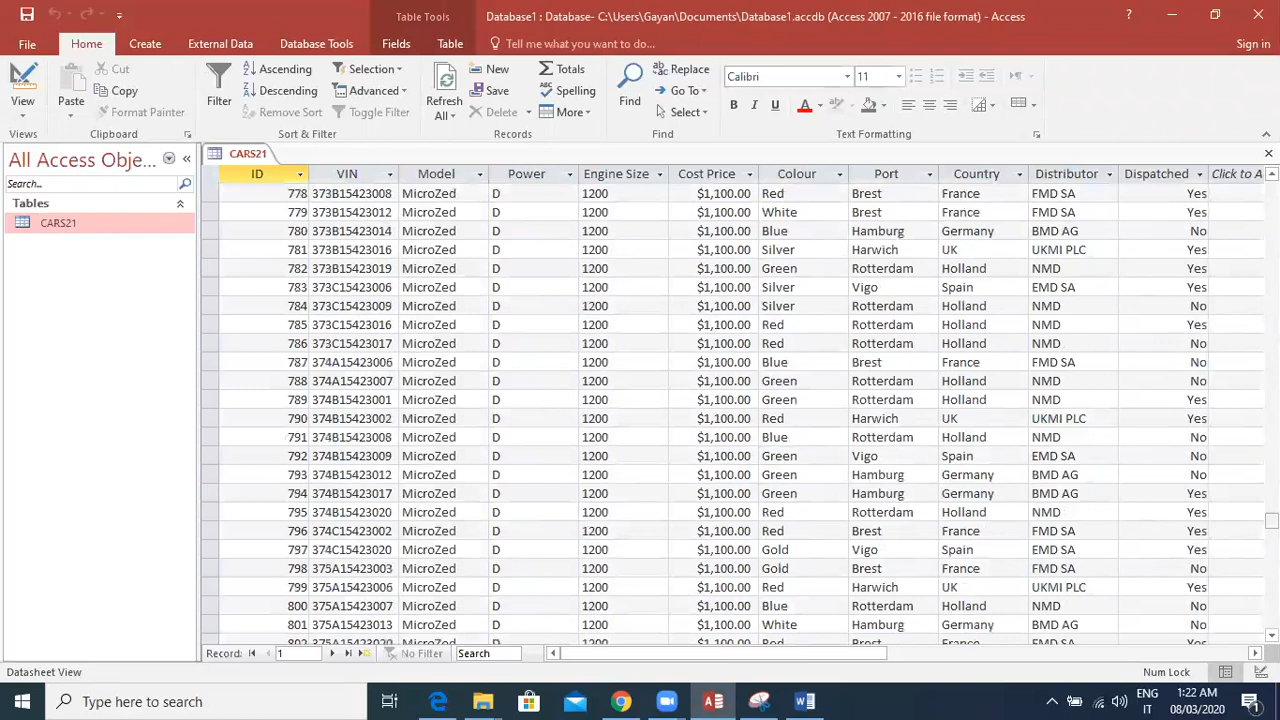 Table Tools
Database1 : Database- C:\Users\Gayan\Documents\Database1.accdb (Access 2007 - 2016 file format) - Access
File Home Create External Data Database Tools Fields Table Tell me what you want to do... Sign in
View
Views
Paste
Cut
Copy
Format Painter
Clipboard
Filter
Ascending
Descending
Remove Sort
Selection
Advanced
Toggle Filter
Sort & Filter
Refresh
All
New
Save
Delete
Totals
Spelling
More
Records
Find
Replace
Go To
Select
Find
Calibri 11
B I U
Text Formatting
All Access Obje...
Search...
Tables
CARS21
CARS21
ID VIN Model Power Engine Size Cost Price Colour Port Country Distributor Dispatched Click to A
778 373B15423008 MicroZed D 1200 $1,100.00 Red Brest France FMD SA Yes
779 373B15423012 MicroZed D 1200 $1,100.00 White Brest France FMD SA Yes
780 373B15423014 MicroZed D 1200 $1,100.00 Blue Hamburg Germany BMD AG No
781 373B15423016 MicroZed D 1200 $1,100.00 Silver Harwich UK UKMI PLC Yes
782 373B15423019 MicroZed D 1200 $1,100.00 Green Rotterdam Holland NMD Yes
783 373C15423006 MicroZed D 1200 $1,100.00 Silver Vigo Spain EMD SA Yes
784 373C15423009 MicroZed D 1200 $1,100.00 Silver Rotterdam Holland NMD No
785 373C15423016 MicroZed D 1200 $1,100.00 Red Rotterdam Holland NMD Yes
786 373C15423017 MicroZed D 1200 $1,100.00 Red Rotterdam Holland NMD No
787 374A15423006 MicroZed D 1200 $1,100.00 Blue Brest France FMD SA No
788 374A15423007 MicroZed D 1200 $1,100.00 Green Rotterdam Holland NMD No
789 374B15423001 MicroZed D 1200 $1,100.00 Green Rotterdam Holland NMD No
790 374B15423002 MicroZed D 1200 $1,100.00 Red Harwich UK UKMI PLC Yes
791 374B15423008 MicroZed D 1200 $1,100.00 Blue Rotterdam Holland NMD No
792 374B15423009 MicroZed D 1200 $1,100.00 Green Vigo Spain EMD SA Yes
793 374B15423012 MicroZed D 1200 $1,100.00 Green Hamburg Germany BMD AG No
794 374B15423017 MicroZed D 1200 $1,100.00 Green Hamburg Germany BMD AG Yes
795 374B15423020 MicroZed D 1200 $1,100.00 Red Rotterdam Holland NMD Yes
796 374C15423002 MicroZed D 1200 $1,100.00 Red Brest France FMD SA Yes
797 374C15423020 MicroZed D 1200 $1,100.00 Gold Vigo Spain EMD SA Yes
798 375A15423003 MicroZed D 1200 $1,100.00 Gold Brest France FMD SA No
799 375A15423006 MicroZed D 1200 $1,100.00 Red Harwich UK UKMI PLC Yes
800 375A15423007 MicroZed D 1200 $1,100.00 Blue Rotterdam Holland NMD No
801 375A15423013 MicroZed D 1200 $1,100.00 White Hamburg Germany BMD AG No
802 375A15423020 MicroZed D 1200 $1,100.00 Red Brest France FMD SA Yes
Record: 1 No Filter Search
Datasheet View Num Lock
Type here to search
ENG
IT
1:22 AM
08/03/2020
1